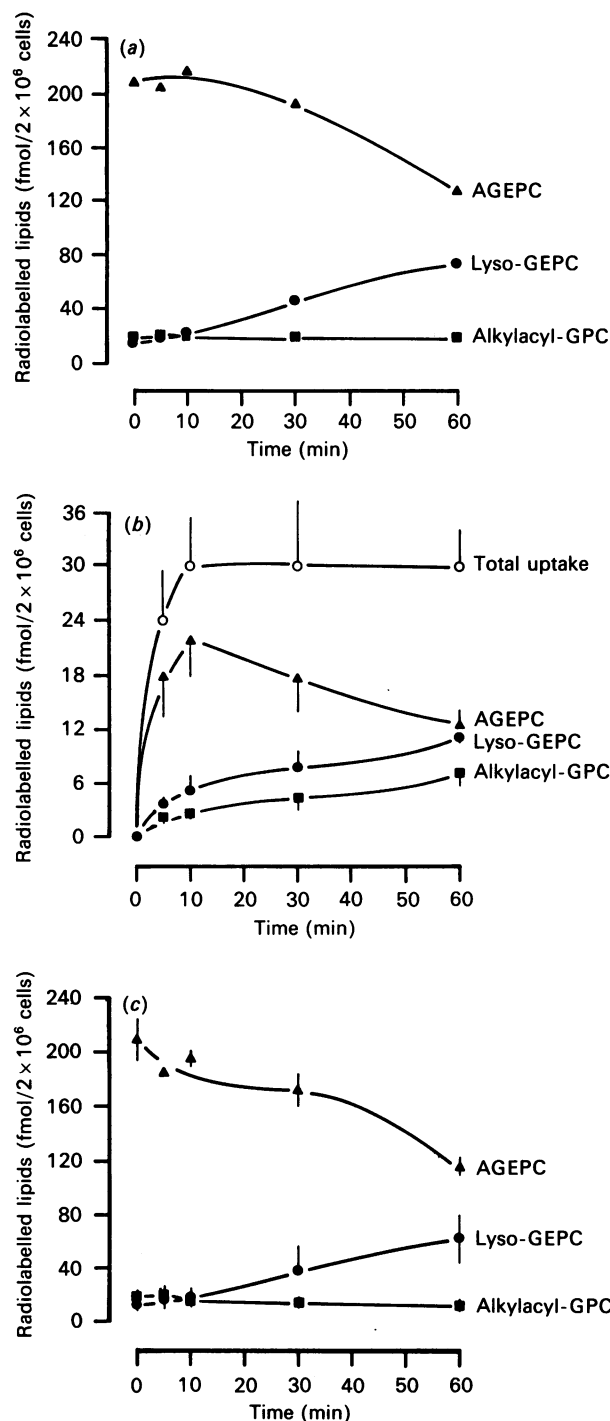 Radiolabelled lipids (fmol/2 × 10⁶ cells)
(a)
240
200
160
120
80
40
0
AGEPC
Lyso-GEPC
Alkylacyl-GPC
0 10 20 30 40 50 60
Time (min)
Radiolabelled lipids (fmol/2 × 10⁶ cells)
(b)
36
30
24
18
12
6
0
Total uptake
AGEPC
Lyso-GEPC
Alkylacyl-GPC
0 10 20 30 40 50 60
Time (min)
Radiolabelled lipids (fmol/2 × 10⁶ cells)
(c)
240
200
160
120
80
40
0
AGEPC
Lyso-GEPC
Alkylacyl-GPC
0 10 20 30 40 50 60
Time (min)